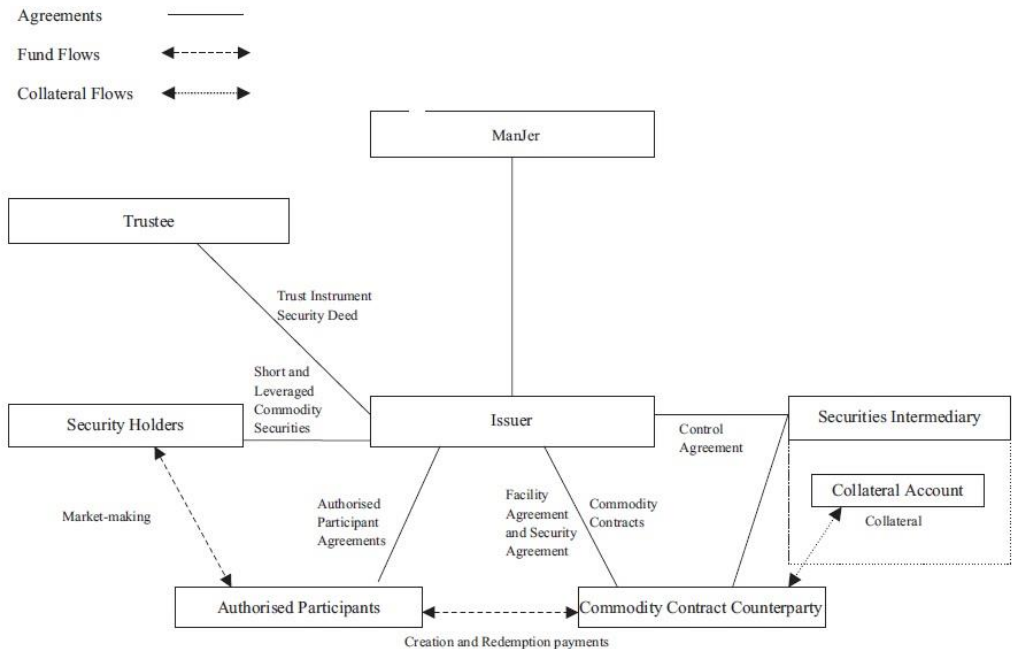 Agreements
Fund Flows
Collateral Flows
ManJer
Trustee
Trust Instrument
Security Deed
Short and
Leveraged
Commodity
Securities
Security Holders
Issuer
Securities Intermediary
Control
Agreement
Collateral Account
Collateral
Market-making
Authorised
Participant
Agreements
Facility
Agreement
and Security
Agreement
Commodity
Contracts
Authorised Participants
Commodity Contract Counterparty
Creation and Redemption payments